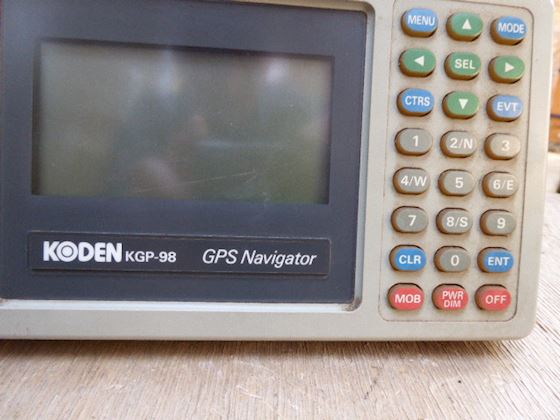 MENU ▲ MODE
◀ SEL ▶
CTRS ▼ EVT
1 2/N 3
4/W 5 6/E
7 8/S 9
CLR 0 ENT
MOB PWR DIM OFF
KODEN KGP-98 GPS Navigator